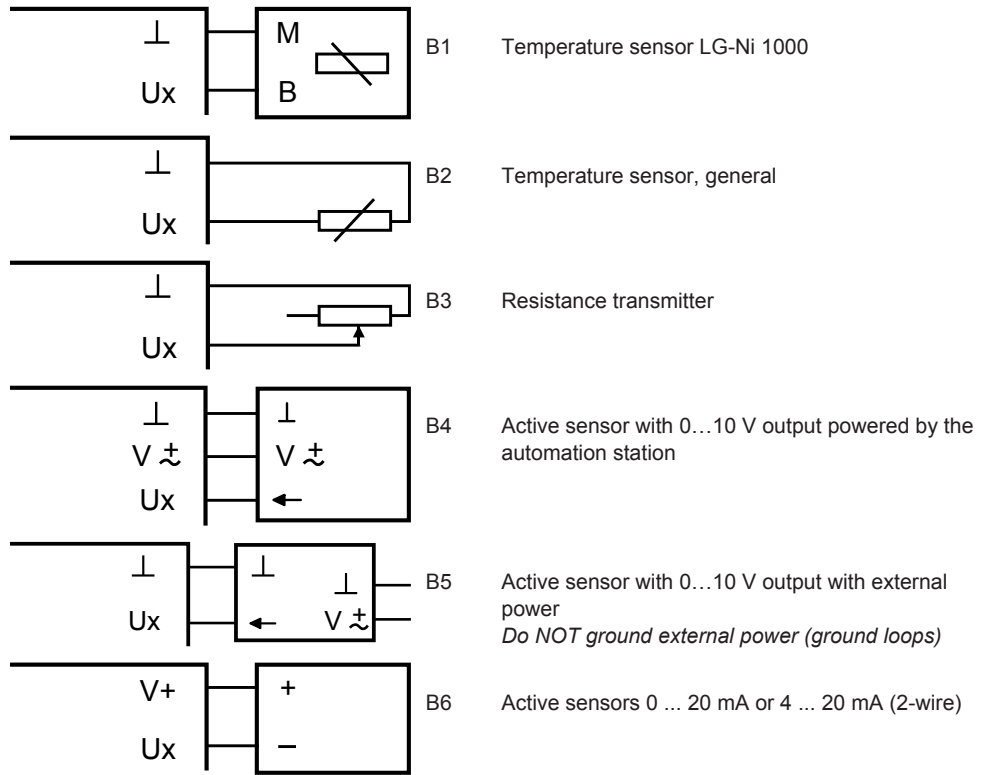 ⊥ M B1 Temperature sensor LG-Ni 1000
Ux B
⊥ B2 Temperature sensor, general
Ux
⊥ B3 Resistance transmitter
Ux
⊥ ⊥ B4 Active sensor with 0…10 V output powered by the
V ≂ V ≂ automation station
Ux
⊥ ⊥ ⊥ B5 Active sensor with 0…10 V output with external
Ux V ≂ power
Do NOT ground external power (ground loops)
V+ + B6 Active sensors 0 ... 20 mA or 4 ... 20 mA (2-wire)
Ux –